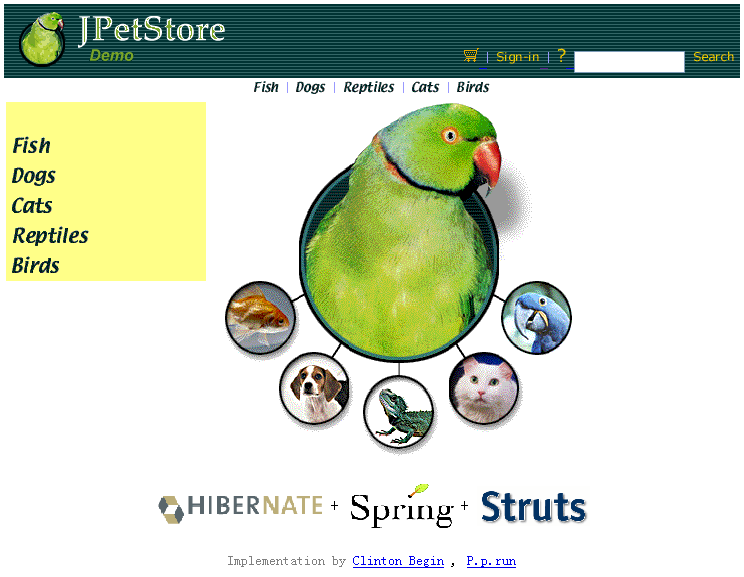 JPetStore
Demo
| Sign-in | ? Search
Fish | Dogs | Reptiles | Cats | Birds
Fish
Dogs
Cats
Reptiles
Birds
HIBERNATE + Spring + Struts
Implementation by Clinton Begin , P.p.run